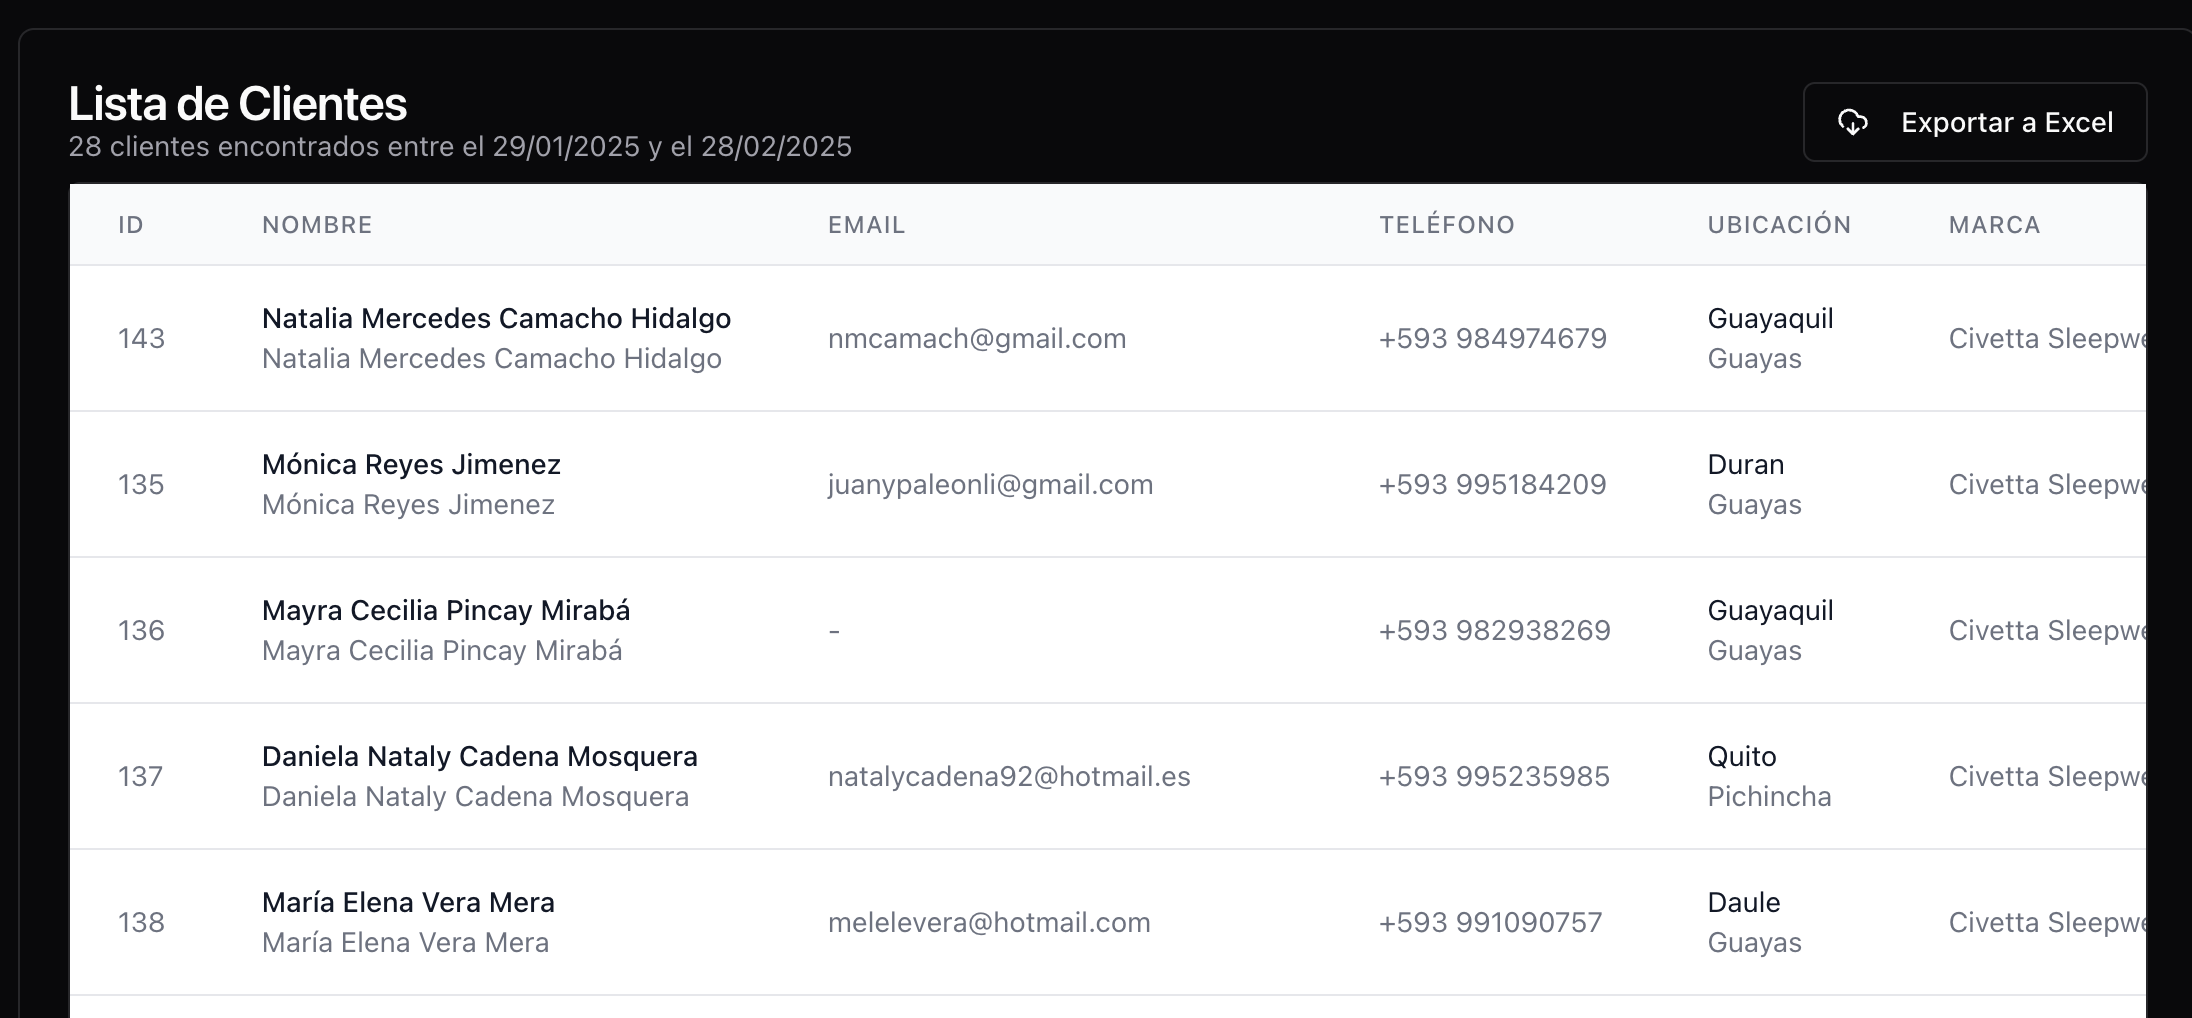 Lista de Clientes
28 clientes encontrados entre el 29/01/2025 y el 28/02/2025
Exportar a Excel
ID NOMBRE EMAIL TELÉFONO UBICACIÓN MARCA
143 Natalia Mercedes Camacho Hidalgo nmcamach@gmail.com +593 984974679 Guayaquil Civetta Sleepwe
Natalia Mercedes Camacho Hidalgo Guayas
135 Mónica Reyes Jimenez juanypaleonli@gmail.com +593 995184209 Duran Civetta Sleepwe
Mónica Reyes Jimenez Guayas
136 Mayra Cecilia Pincay Mirabá - +593 982938269 Guayaquil Civetta Sleepwe
Mayra Cecilia Pincay Mirabá Guayas
137 Daniela Nataly Cadena Mosquera natalycadena92@hotmail.es +593 995235985 Quito Civetta Sleepwe
Daniela Nataly Cadena Mosquera Pichincha
138 María Elena Vera Mera melelevera@hotmail.com +593 991090757 Daule Civetta Sleepwe
María Elena Vera Mera Guayas